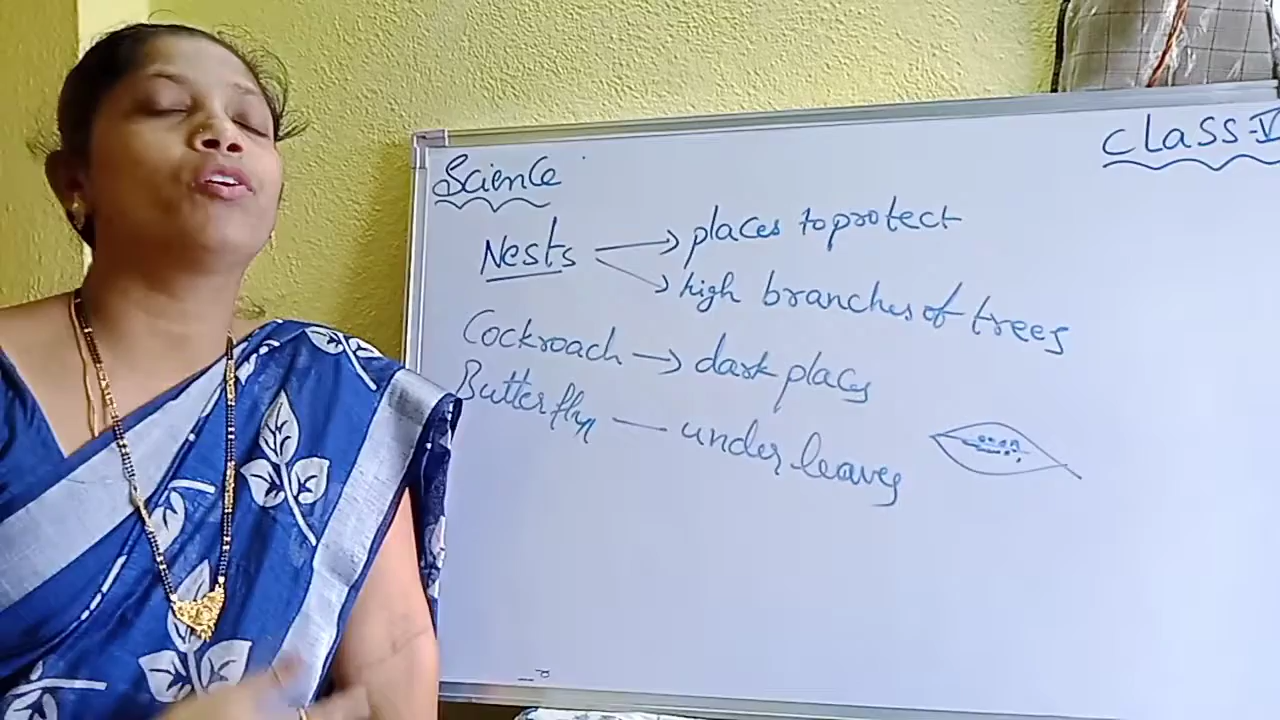 Science
Class-V
Nests → places to protect
→ high branches of trees
Cockroach → dark places
Butterfly — under leaves